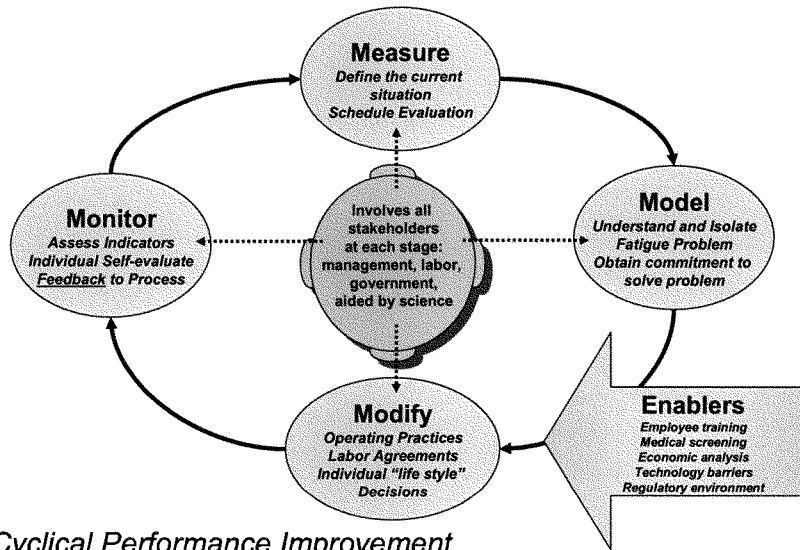 Measure
Define the current
situation
Schedule Evaluation
Monitor
Assess Indicators
Individual Self-evaluate
Feedback to Process
Involves all
stakeholders
at each stage:
management, labor,
government,
aided by science
Model
Understand and Isolate
Fatigue Problem
Obtain commitment to
solve problem
Modify
Operating Practices
Labor Agreements
Individual “life style”
Decisions
Enablers
Employee training
Medical screening
Economic analysis
Technology barriers
Regulatory environment
Cyclical Performance Improvement